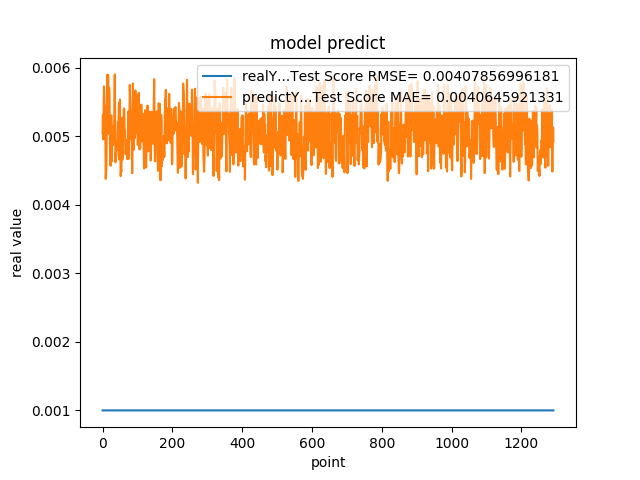 model predict
realY...Test Score RMSE= 0.00407856996181
predictY...Test Score MAE= 0.0040645921331
0.006
0.005
0.004
0.003
0.002
0.001
real value
0 200 400 600 800 1000 1200
point